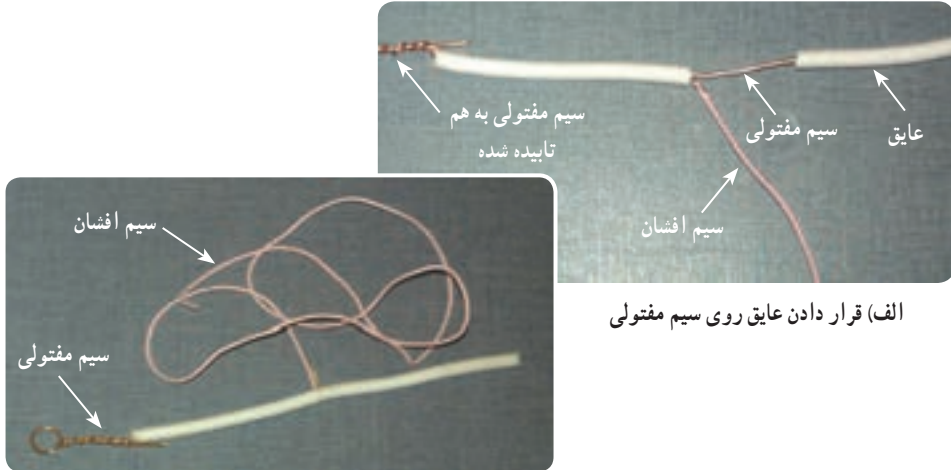 سیم مفتولی به هم
تابیده شده
سیم مفتولی
عایق
سیم افشان
الف) قرار دادن عایق روی سیم مفتولی
سیم افشان
سیم مفتولی